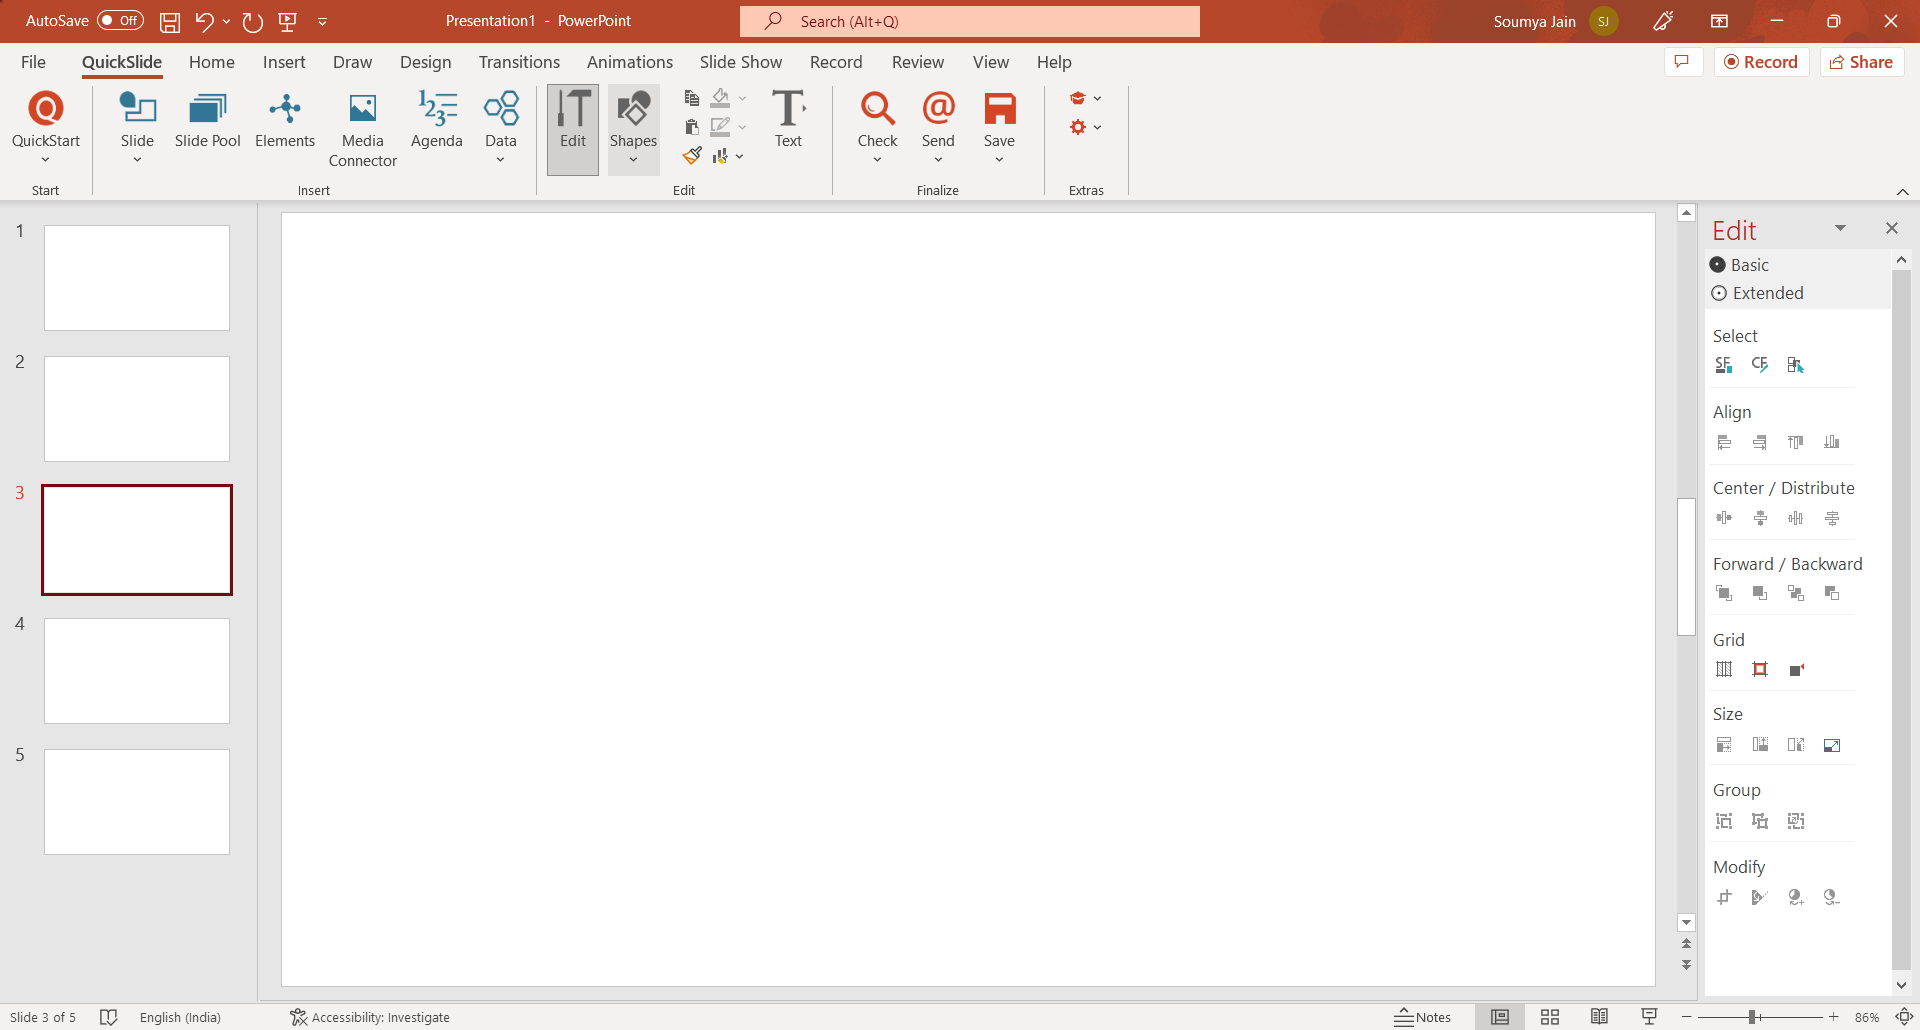 AutoSave Off
Presentation1 - PowerPoint
Search (Alt+Q)
Soumya Jain SJ
File QuickSlide Home Insert Draw Design Transitions Animations Slide Show Record Review View Help
Record Share
QuickStart
Slide
Slide Pool
Elements
Media
Connector
Agenda
Data
Edit
Shapes
Text
Check
Send
Save
Start
Insert
Edit
Finalize
Extras
1
2
3
4
5
Edit
Basic
Extended
Select
SF CF
Align
Center / Distribute
Forward / Backward
Grid
Size
Group
Modify
Slide 3 of 5
English (India)
Accessibility: Investigate
Notes
86%